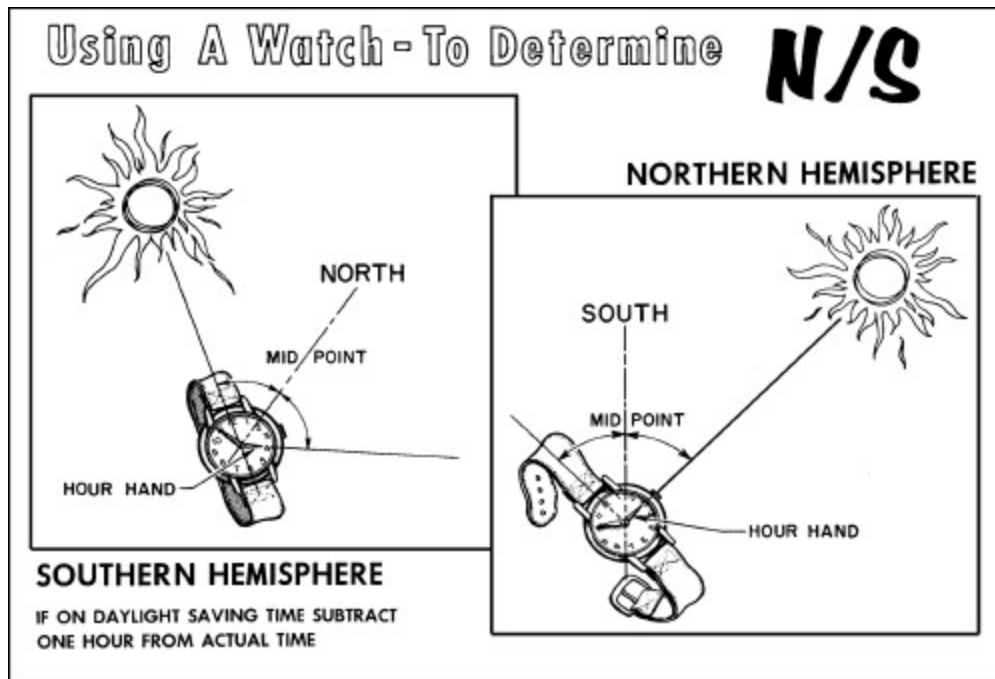 Using A Watch - To Determine N/S
NORTH
MID POINT
HOUR HAND
SOUTHERN HEMISPHERE
IF ON DAYLIGHT SAVING TIME SUBTRACT
ONE HOUR FROM ACTUAL TIME
NORTHERN HEMISPHERE
SOUTH
MID POINT
HOUR HAND